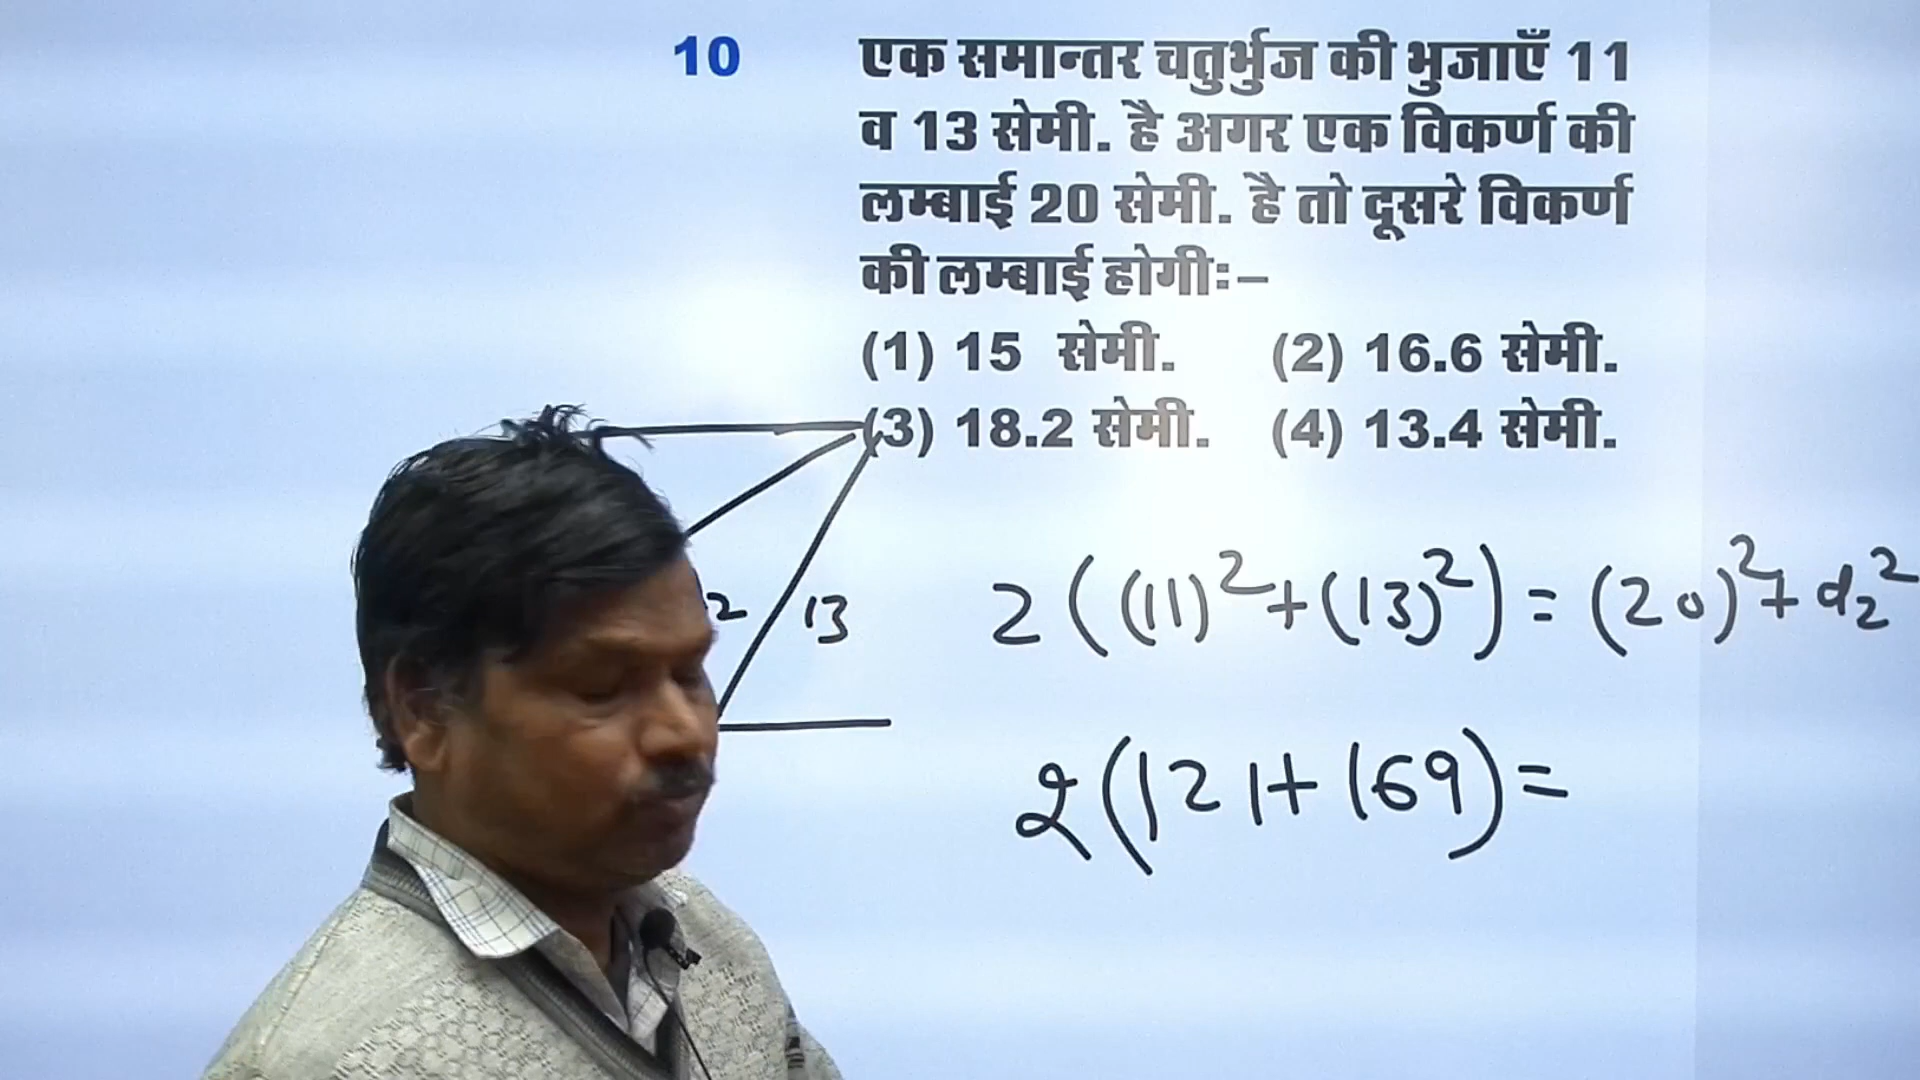 10 एक समान्तर चतुर्भुज की भुजाएँ 11
व 13 सेमी. है अगर एक विकर्ण की
लम्बाई 20 सेमी. है तो दूसरे विकर्ण
की लम्बाई होगीः–
(1) 15 सेमी. (2) 16.6 सेमी.
(3) 18.2 सेमी. (4) 13.4 सेमी.
2 ((11)² + (13)²) = (20)² + d₂²
2 13
2 (121 + 169) =